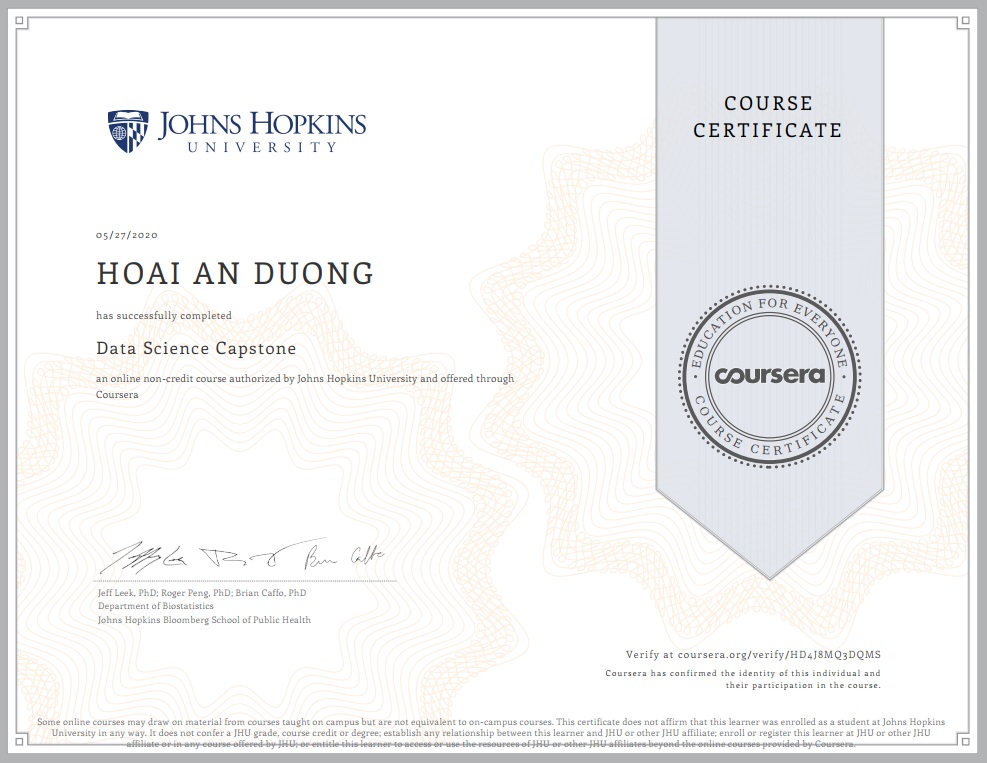 JOHNS HOPKINS
UNIVERSITY
COURSE
CERTIFICATE
05/27/2020
HOAI AN DUONG
has successfully completed
Data Science Capstone
an online non-credit course authorized by Johns Hopkins University and offered through
Coursera
EDUCATION FOR EVERYONE
coursera
COURSE CERTIFICATE
Jeff Leek, PhD; Roger Peng, PhD; Brian Caffo, PhD
Department of Biostatistics
Johns Hopkins Bloomberg School of Public Health
Verify at coursera.org/verify/HD4J8MQ3DQMS
Coursera has confirmed the identity of this individual and
their participation in the course.
Some online courses may draw on material from courses taught on campus but are not equivalent to on-campus courses. This certificate does not affirm that this learner was enrolled as a student at Johns Hopkins
University in any way. It does not confer a JHU grade, course credit or degree; establish any relationship between this learner and JHU or other JHU affiliate; enroll or register this learner at JHU or other JHU
affiliate or in any course offered by JHU; or entitle this learner to access or use the resources of JHU or other JHU affiliates beyond the online courses provided by Coursera.